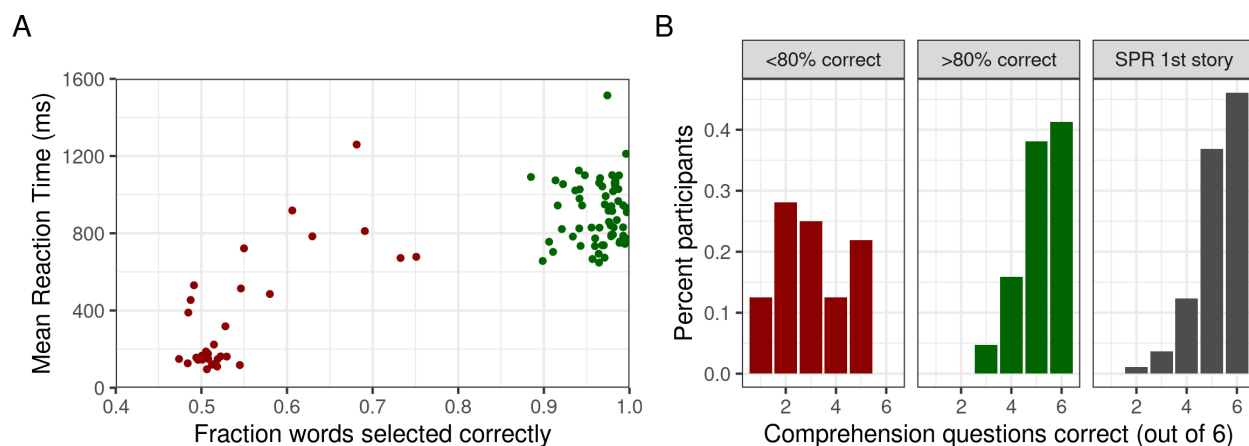 A
Mean Reaction Time (ms)
1600
1200
800
400
0
0.4 0.5 0.6 0.7 0.8 0.9 1.0
Fraction words selected correctly
B
<80% correct >80% correct SPR 1st story
Percent participants
0.4
0.3
0.2
0.1
0.0
2 4 6 2 4 6 2 4 6
Comprehension questions correct (out of 6)